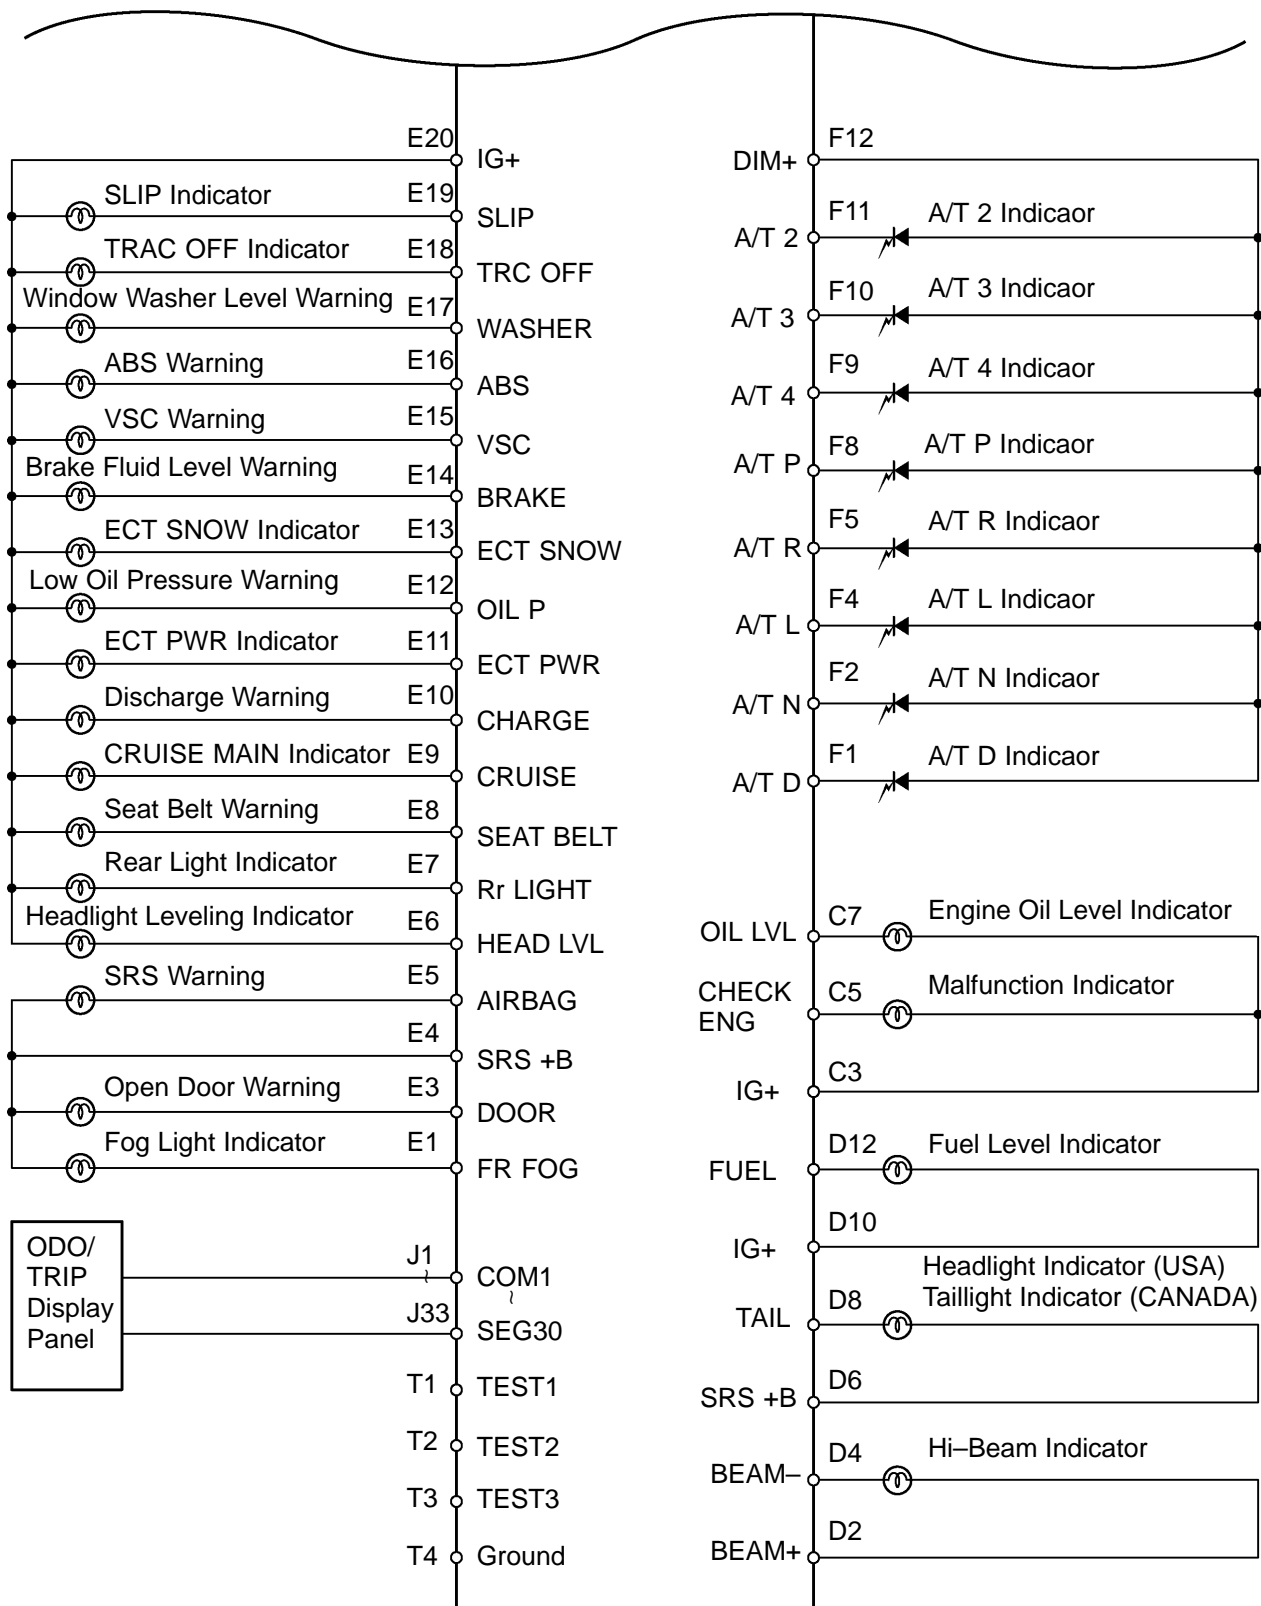 E20
IG+
SLIP Indicator
E19
SLIP
TRAC OFF Indicator
E18
TRC OFF
Window Washer Level Warning
E17
WASHER
ABS Warning
E16
ABS
VSC Warning
E15
VSC
Brake Fluid Level Warning
E14
BRAKE
ECT SNOW Indicator
E13
ECT SNOW
Low Oil Pressure Warning
E12
OIL P
ECT PWR Indicator
E11
ECT PWR
Discharge Warning
E10
CHARGE
CRUISE MAIN Indicator
E9
CRUISE
Seat Belt Warning
E8
SEAT BELT
Rear Light Indicator
E7
Rr LIGHT
Headlight Leveling Indicator
E6
HEAD LVL
SRS Warning
E5
AIRBAG
E4
SRS +B
Open Door Warning
E3
DOOR
Fog Light Indicator
E1
FR FOG
ODO/
TRIP
Display
Panel
J1
~
J33
COM1
~
SEG30
T1
TEST1
T2
TEST2
T3
TEST3
T4
Ground
F12
DIM+
F11
A/T 2 Indicaor
A/T 2
F10
A/T 3 Indicaor
A/T 3
F9
A/T 4 Indicaor
A/T 4
F8
A/T P Indicaor
A/T P
F5
A/T R Indicaor
A/T R
F4
A/T L Indicaor
A/T L
F2
A/T N Indicaor
A/T N
F1
A/T D Indicaor
A/T D
C7
Engine Oil Level Indicator
OIL LVL
C5
Malfunction Indicator
CHECK
ENG
C3
IG+
D12
Fuel Level Indicator
FUEL
D10
IG+
Headlight Indicator (USA)
Taillight Indicator (CANADA)
D8
TAIL
D6
SRS +B
D4
Hi–Beam Indicator
BEAM–
D2
BEAM+